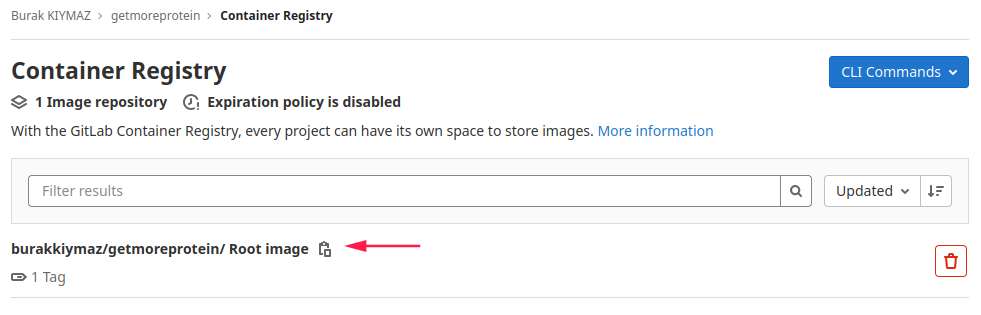 Burak KIYMAZ > getmoreprotein > Container Registry
Container Registry
CLI Commands
1 Image repository Expiration policy is disabled
With the GitLab Container Registry, every project can have its own space to store images. More information
Filter results
Updated
burakkiymaz/getmoreprotein/ Root image
1 Tag